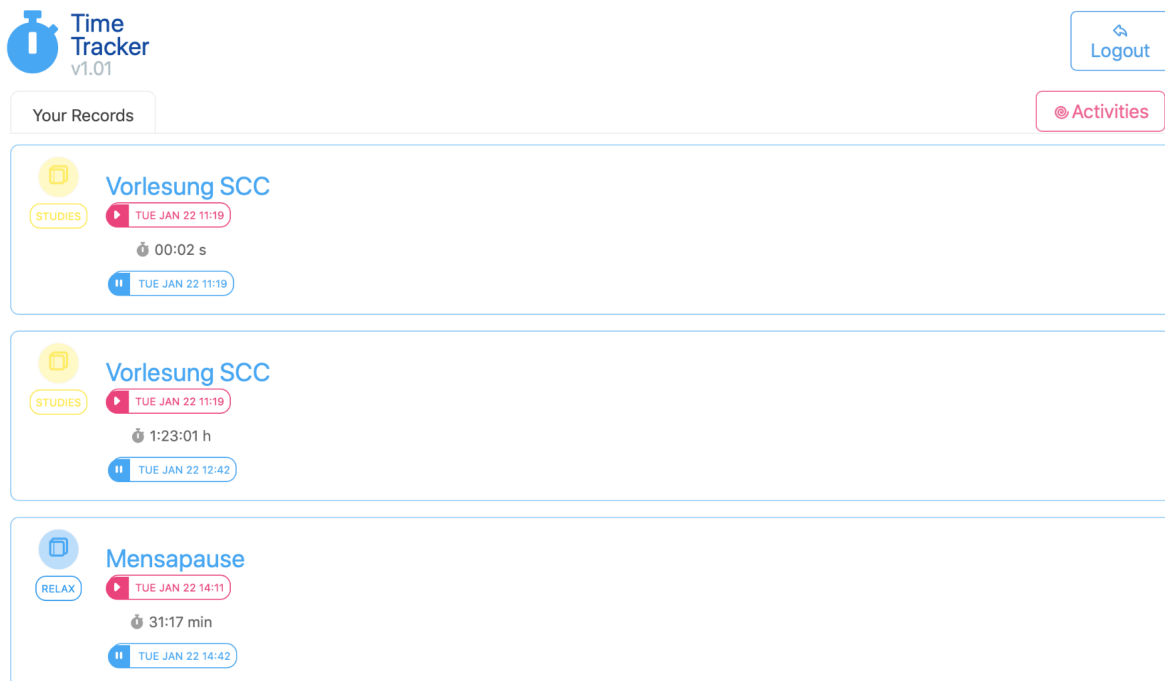 Time
Tracker
v1.01
Logout
Your Records
Activities
Vorlesung SCC
STUDIES
TUE JAN 22 11:19
00:02 s
TUE JAN 22 11:19
Vorlesung SCC
STUDIES
TUE JAN 22 11:19
1:23:01 h
TUE JAN 22 12:42
Mensapause
RELAX
TUE JAN 22 14:11
31:17 min
TUE JAN 22 14:42